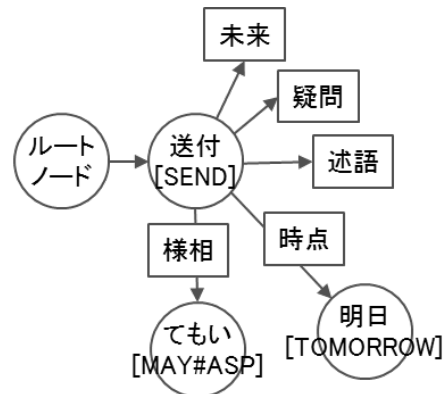 未来
疑問
ルート
ノード
送付
[SEND]
述語
様相
時点
てもい
[MAY#ASP]
明日
[TOMORROW]